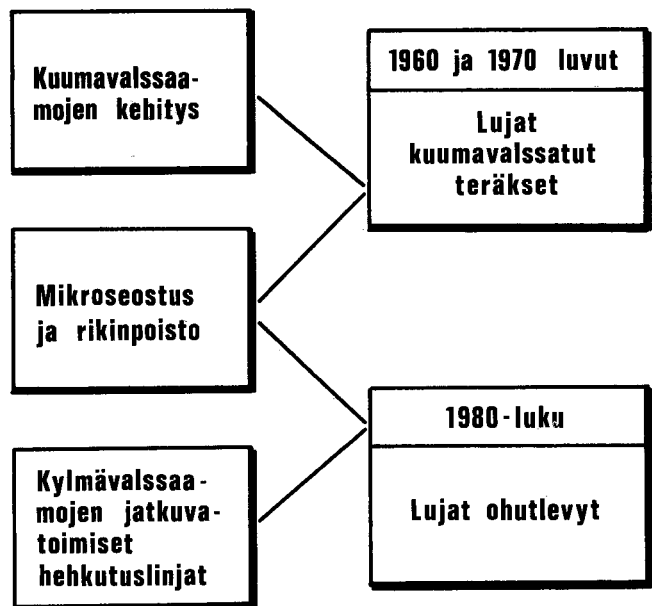 Kuumavalssaa-
mojen kehitys
Mikroseostus
ja rikinpoisto
Kylmävalssaa-
mojen jatkuva-
toimiset
hehkutuslinjat
1960 ja 1970 luvut
Lujat
kuumavalssatut
teräkset
1980-luku
Lujat ohutlevyt